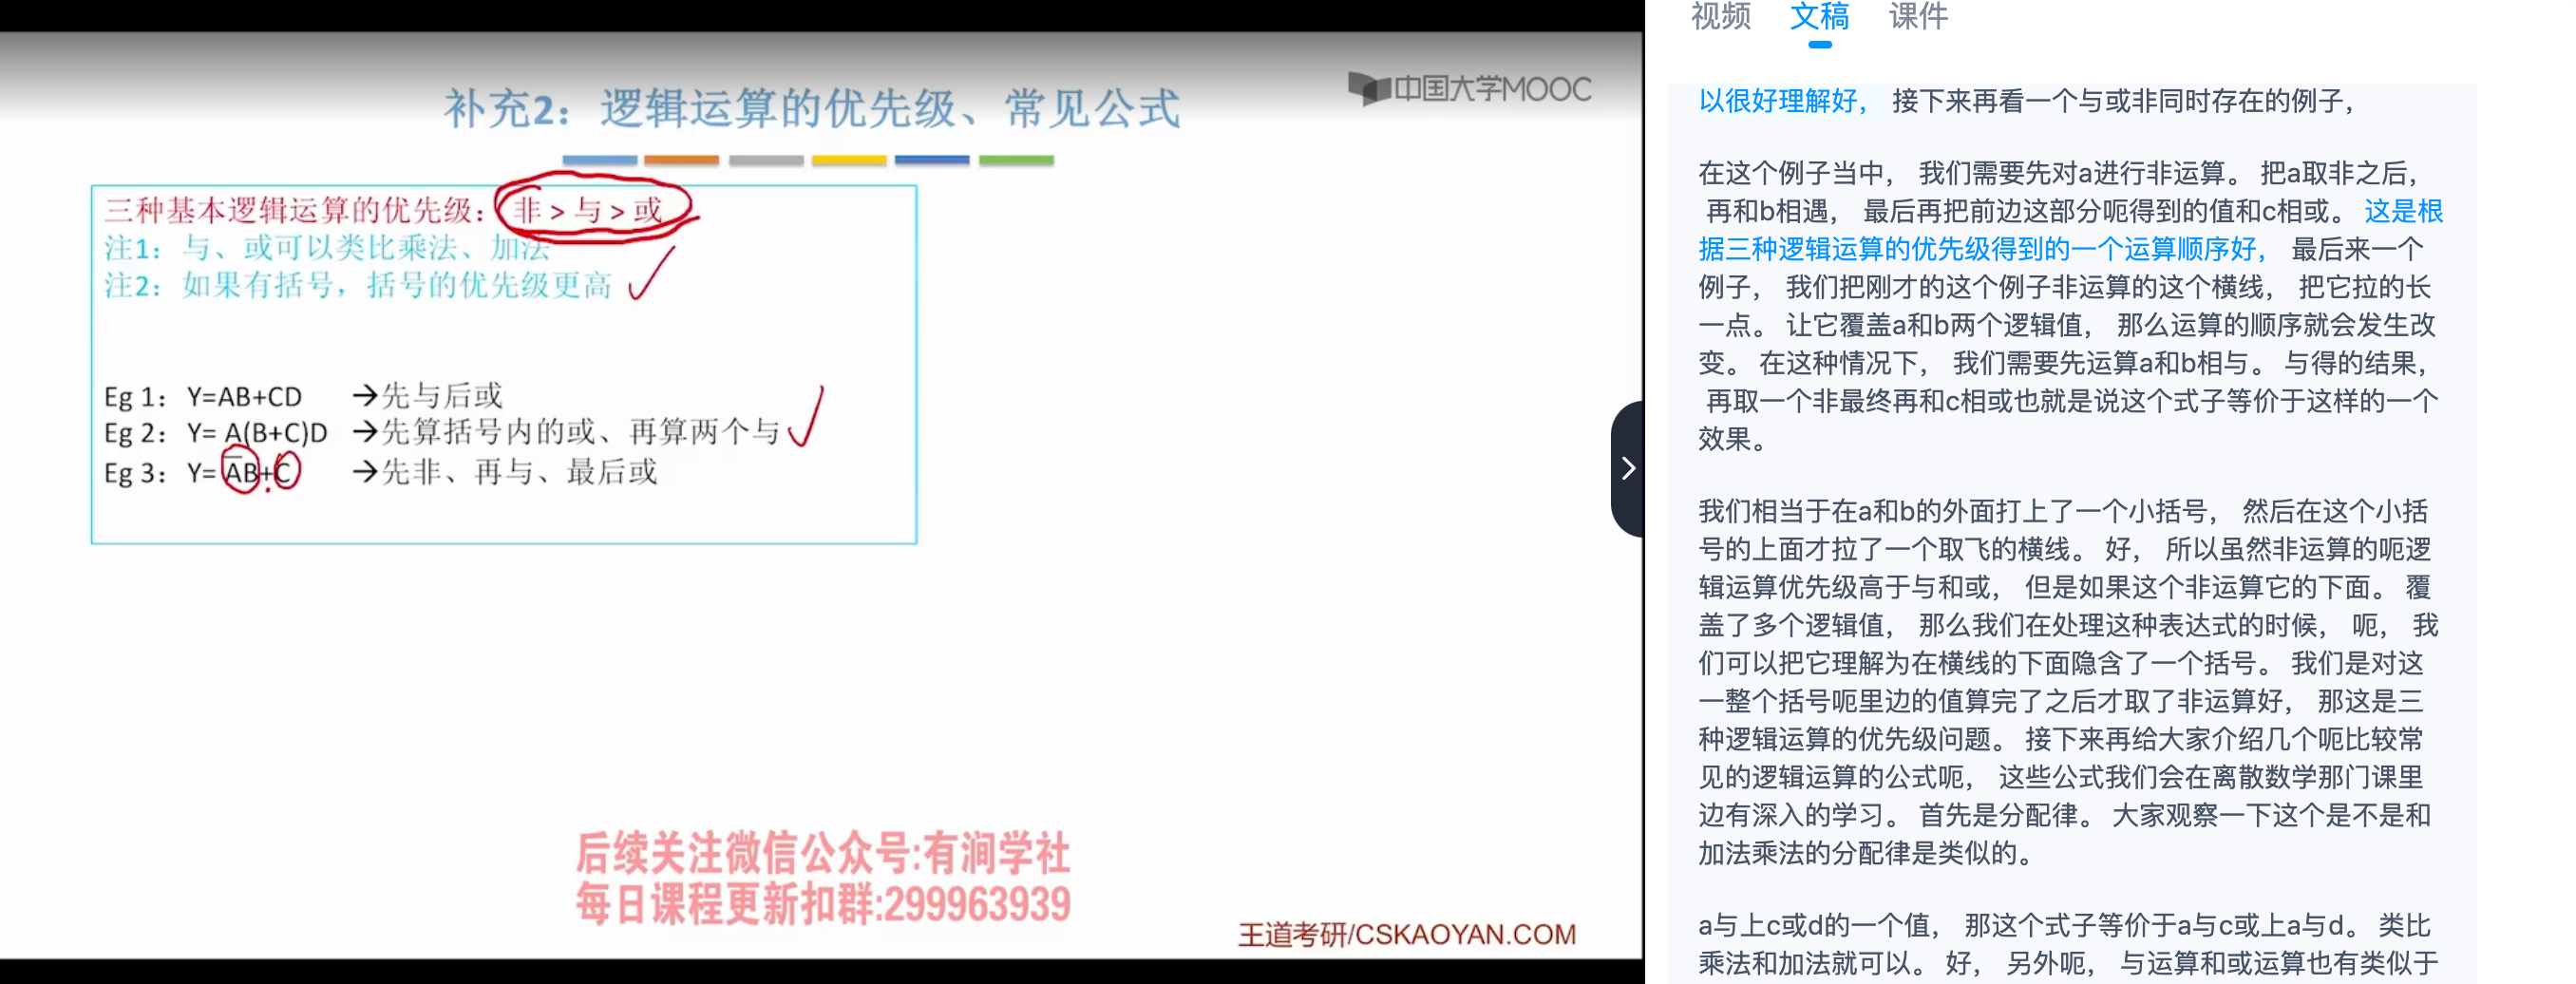 补充2：逻辑运算的优先级、常见公式
中国大学MOOC
三种基本逻辑运算的优先级：非 > 与 > 或
注1：与、或可以类比乘法、加法
注2：如果有括号，括号的优先级更高
Eg 1：Y=AB+CD →先与后或
Eg 2：Y= A(B+C)D →先算括号内的或、再算两个与
Eg 3：Y= A̅B+C →先非、再与、最后或
后续关注微信公众号:有涧学社
每日课程更新扣群:299963939
王道考研/CSKAOYAN.COM
视频 文稿 课件
以很好理解好， 接下来再看一个与或非同时存在的例子，
在这个例子当中， 我们需要先对a进行非运算。 把a取非之后，
再和b相遇， 最后再把前边这部分呃得到的值和c相或。 这是根
据三种逻辑运算的优先级得到的一个运算顺序好， 最后来一个
例子， 我们把刚才的这个例子非运算的这个横线， 把它拉的长
一点。 让它覆盖a和b两个逻辑值， 那么运算的顺序就会发生改
变。 在这种情况下， 我们需要先运算a和b相与。 与得的结果，
再取一个非最终再和c相或也就是说这个式子等价于这样的一个
效果。
我们相当于在a和b的外面打上了一个小括号， 然后在这个小括
号的上面才拉了一个取飞的横线。 好， 所以虽然非运算的呃逻
辑运算优先级高于与和或， 但是如果这个非运算它的下面。 覆
盖了多个逻辑值， 那么我们在处理这种表达式的时候， 呃， 我
们可以把它理解为在横线的下面隐含了一个括号。 我们是对这
一整个括号呃里边的值算完了之后才取了非运算好， 那这是三
种逻辑运算的优先级问题。 接下来再给大家介绍几个呃比较常
见的逻辑运算的公式呃， 这些公式我们会在离散数学那门课里
边有深入的学习。 首先是分配律。 大家观察一下这个是不是和
加法乘法的分配律是类似的。
a与上c或d的一个值， 那这个式子等价于a与c或上a与d。 类比
乘法和加法就可以。 好， 另外呃， 与运算和或运算也有类似于